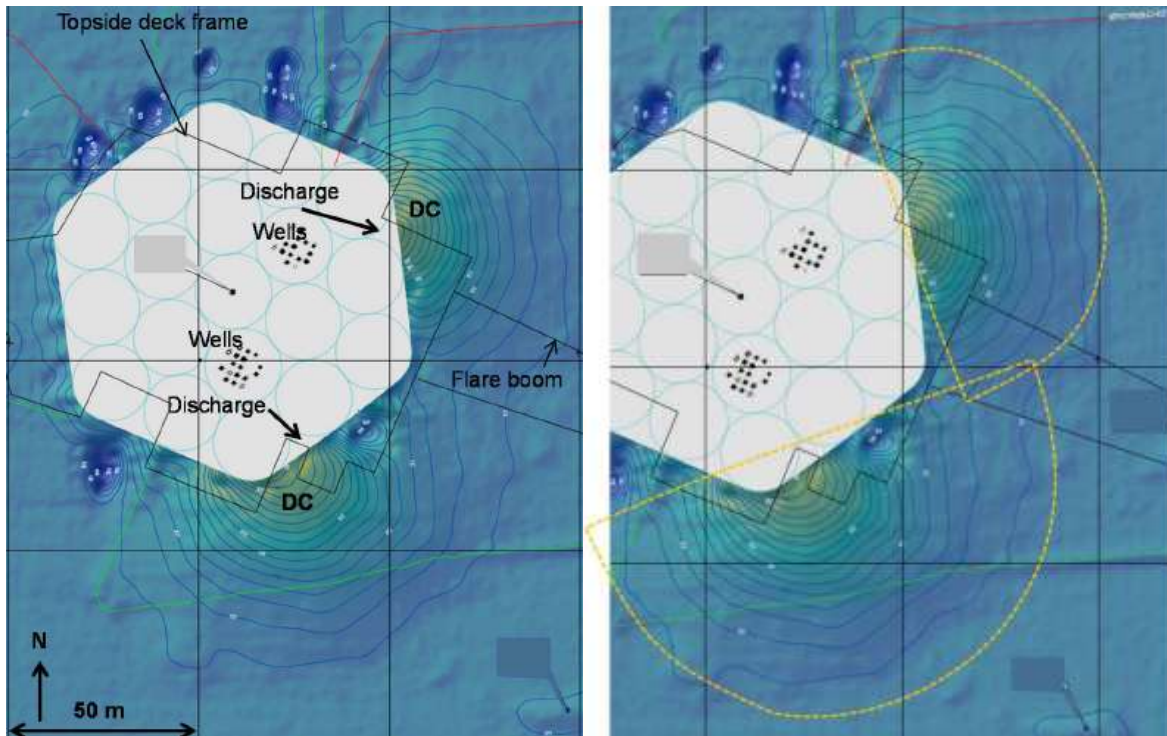 Topside deck frame
Discharge
DC
Wells
Wells
Flare boom
Discharge
DC
N
50 m